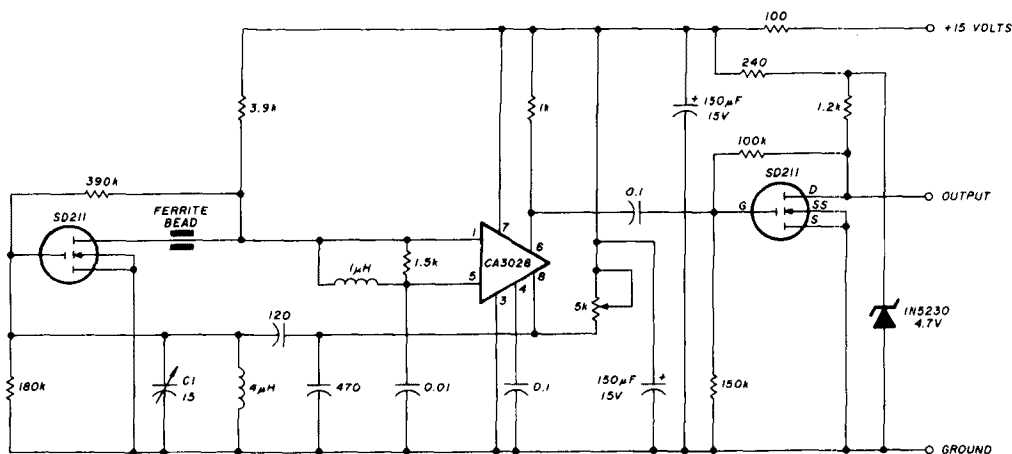 100
+15 VOLTS
240
3.9k
1k
150µF
15V
1.2k
390k
100k
SD211
SD211
FERRITE
BEAD
0.1
G
D
SS
S
OUTPUT
1
7
6
CA3028
5
4
8
3
1.5k
1µH
5k
1N5230
4.7V
120
180k
C1
15
4µH
470
0.01
0.1
150µF
15V
+
150k
+
GROUND